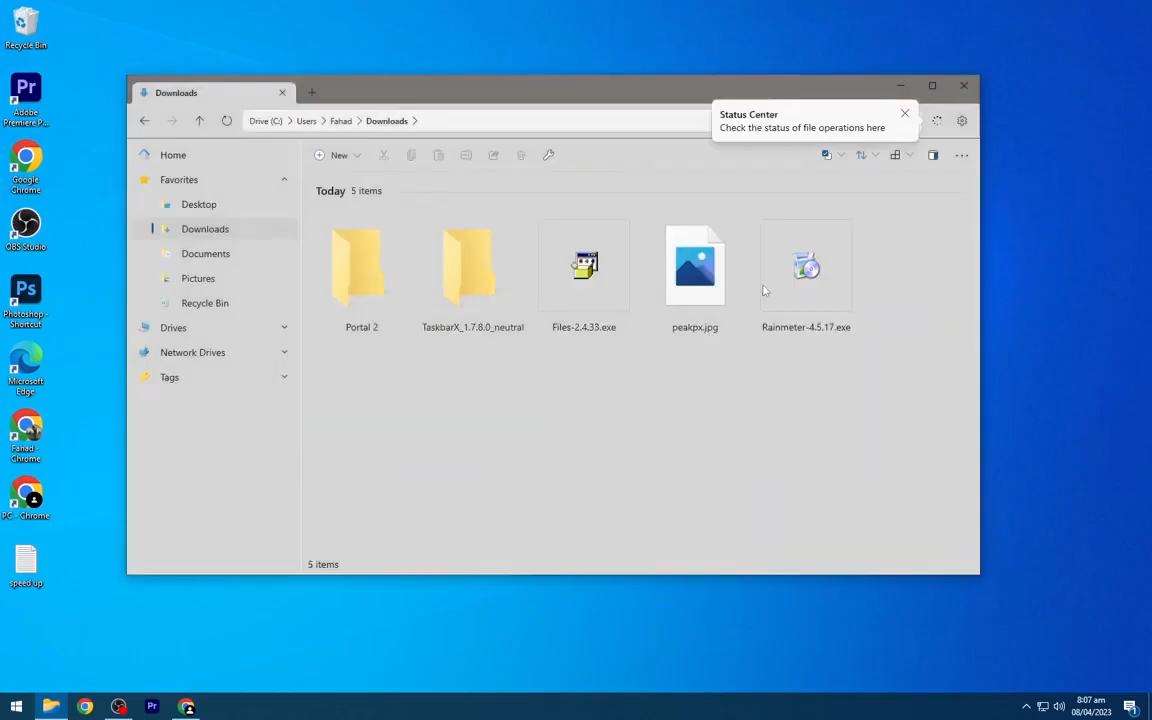 Recycle Bin
Adobe
Premiere P...
Google
Chrome
OBS Studio
Photoshop -
Shortcut
Microsoft
Edge
Fahad -
Chrome
PC - Chrome
speed up
Downloads
Drive (C:) > Users > Fahad > Downloads >
Status Center
Check the status of file operations here
Home
Favorites
Desktop
Downloads
Documents
Pictures
Recycle Bin
Drives
Network Drives
Tags
New
Today 5 items
Portal 2
TaskbarX_1.7.8.0_neutral
Files-2.4.33.exe
peakpx.jpg
Rainmeter-4.5.17.exe
5 items
8:07 am
08/04/2023